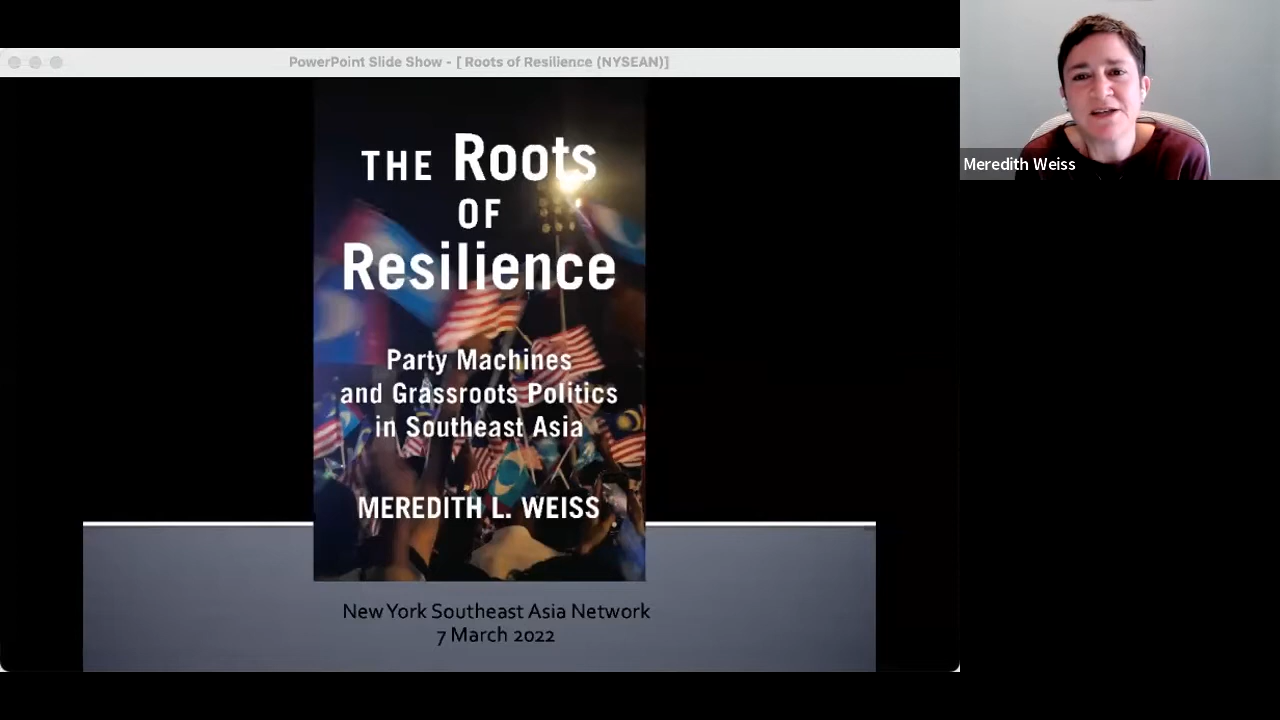 PowerPoint Slide Show - [ Roots of Resilience (NYSEAN)]
THE Roots
OF
Resilience
Party Machines
and Grassroots Politics
in Southeast Asia
MEREDITH L. WEISS
New York Southeast Asia Network
7 March 2022
Meredith Weiss